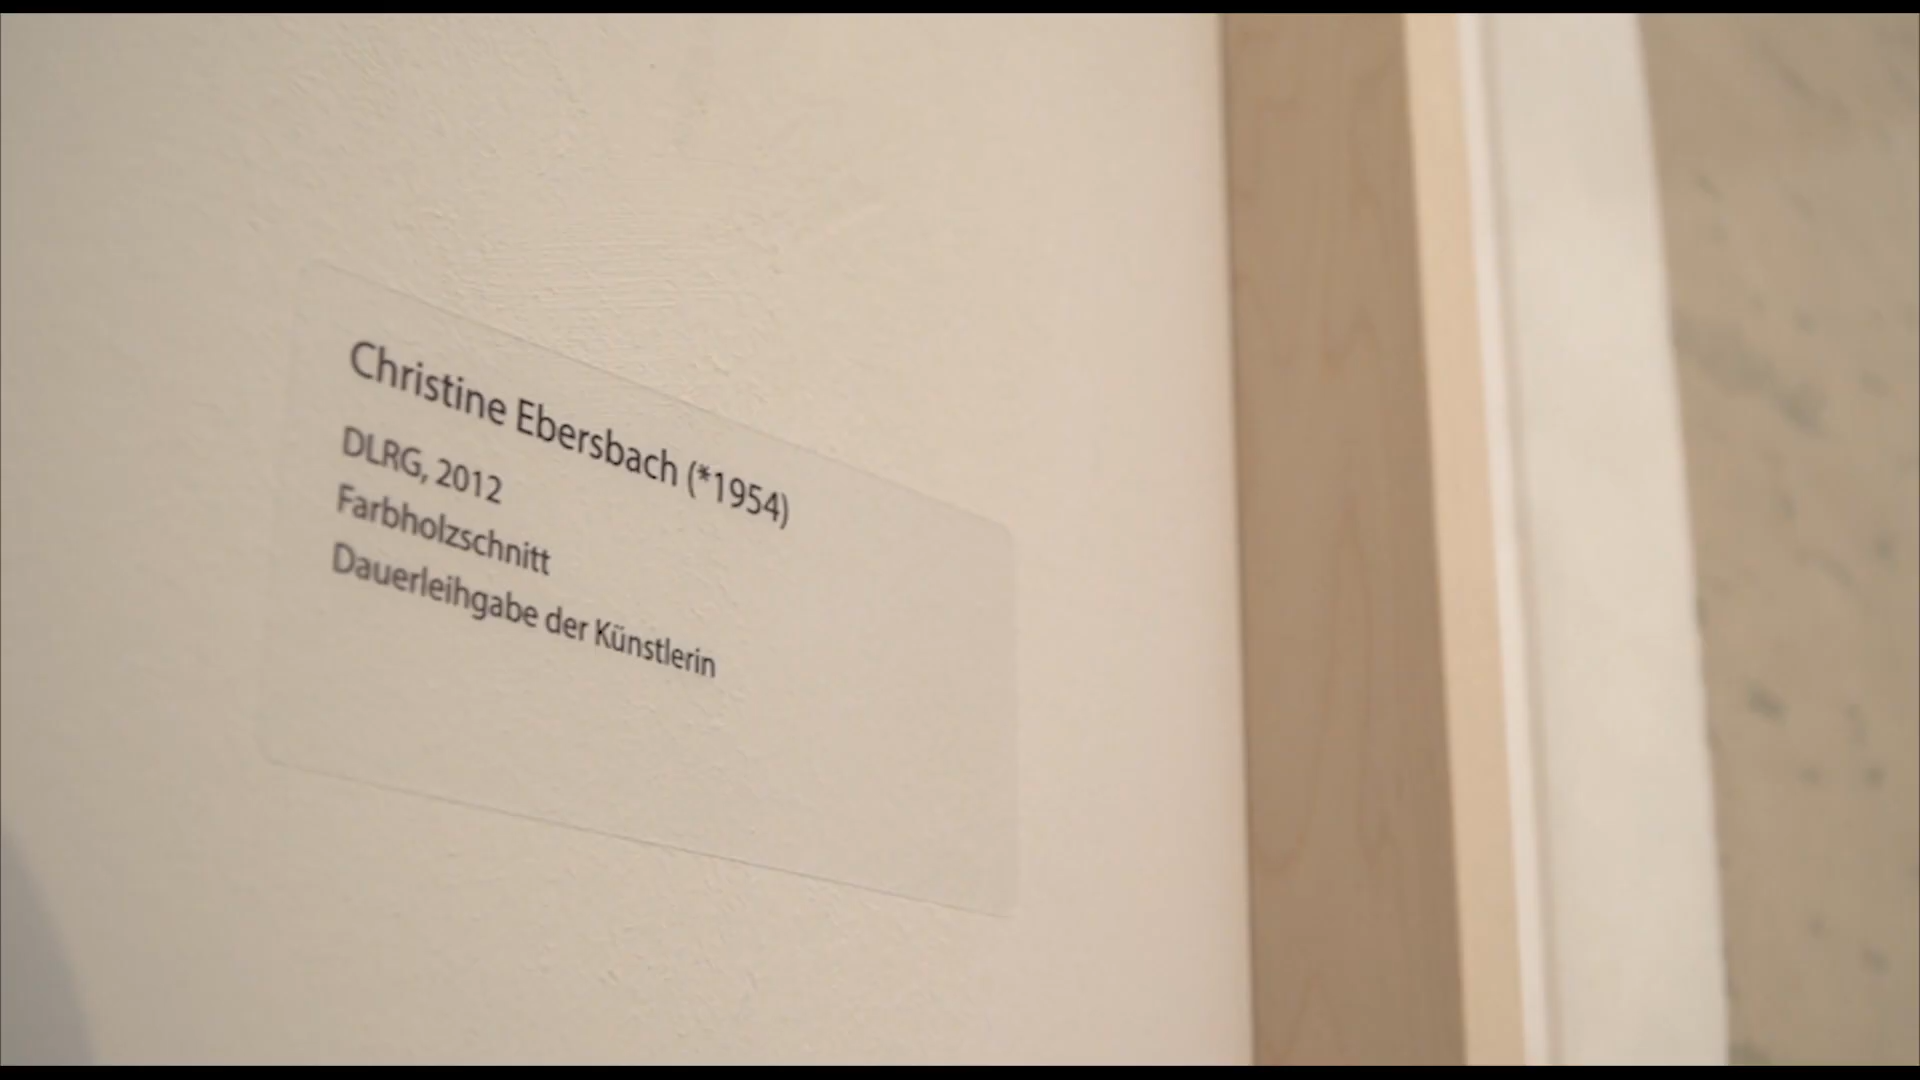 Christine Ebersbach (*1954)
DLRG, 2012
Farbholzschnitt
Dauerleihgabe der Künstlerin